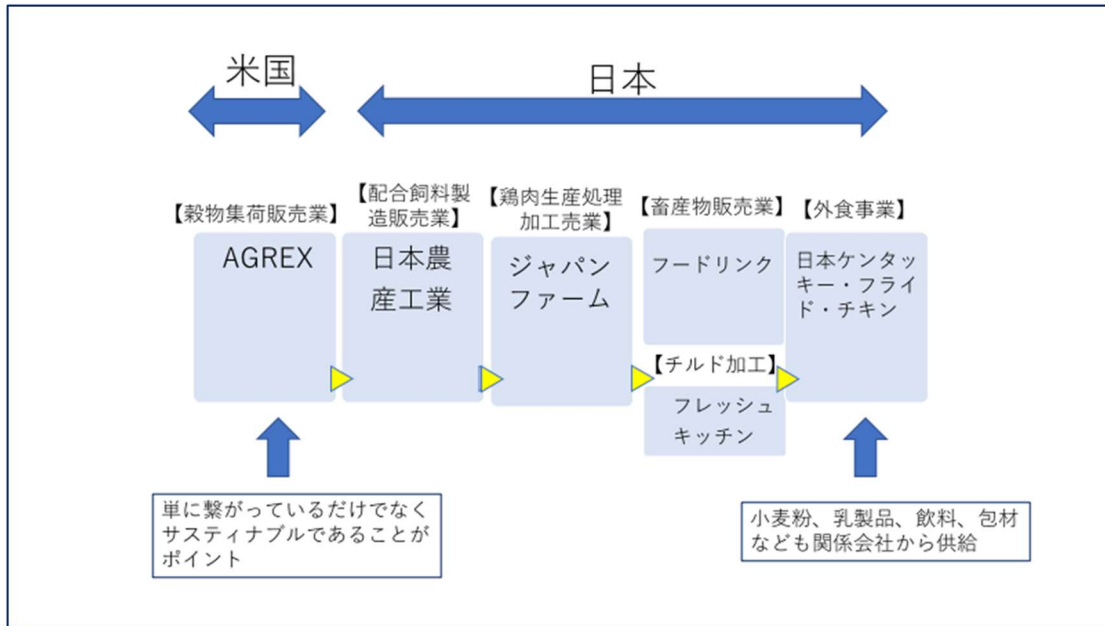 米国
日本
【穀物集荷販売業】
【配合飼料製
造販売業】
【鶏肉生産処理
加工売業】
【畜産物販売業】
【外食事業】
AGREX
日本農
産工業
ジャパン
ファーム
フードリンク
【チルド加工】
フレッシュ
キッチン
日本ケンタッ
キー・フライ
ド・チキン
単に繋がっているだけでなく
サスティナブルであることが
ポイント
小麦粉、乳製品、飲料、包材
なども関係会社から供給